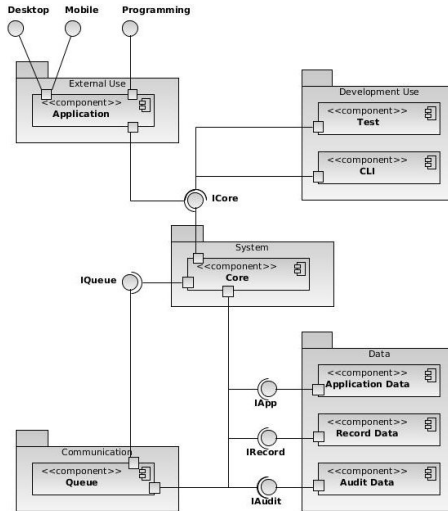 Desktop Mobile Programming
External Use
<<component>>
Application
Development Use
<<component>>
Test
<<component>>
CLI
ICore
System
<<component>>
Core
IQueue
Data
<<component>>
Application Data
IApp
<<component>>
Record Data
IRecord
<<component>>
Audit Data
IAudit
Communication
<<component>>
Queue